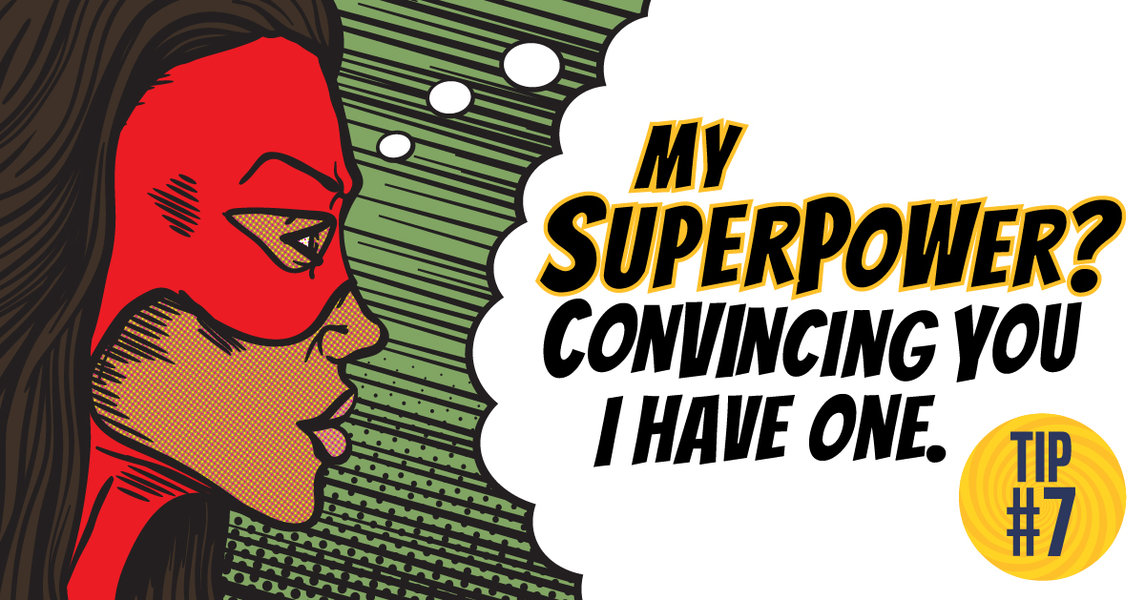 MY
SUPERPOWER?
CONVINCING YOU
I HAVE ONE.
TIP
#7